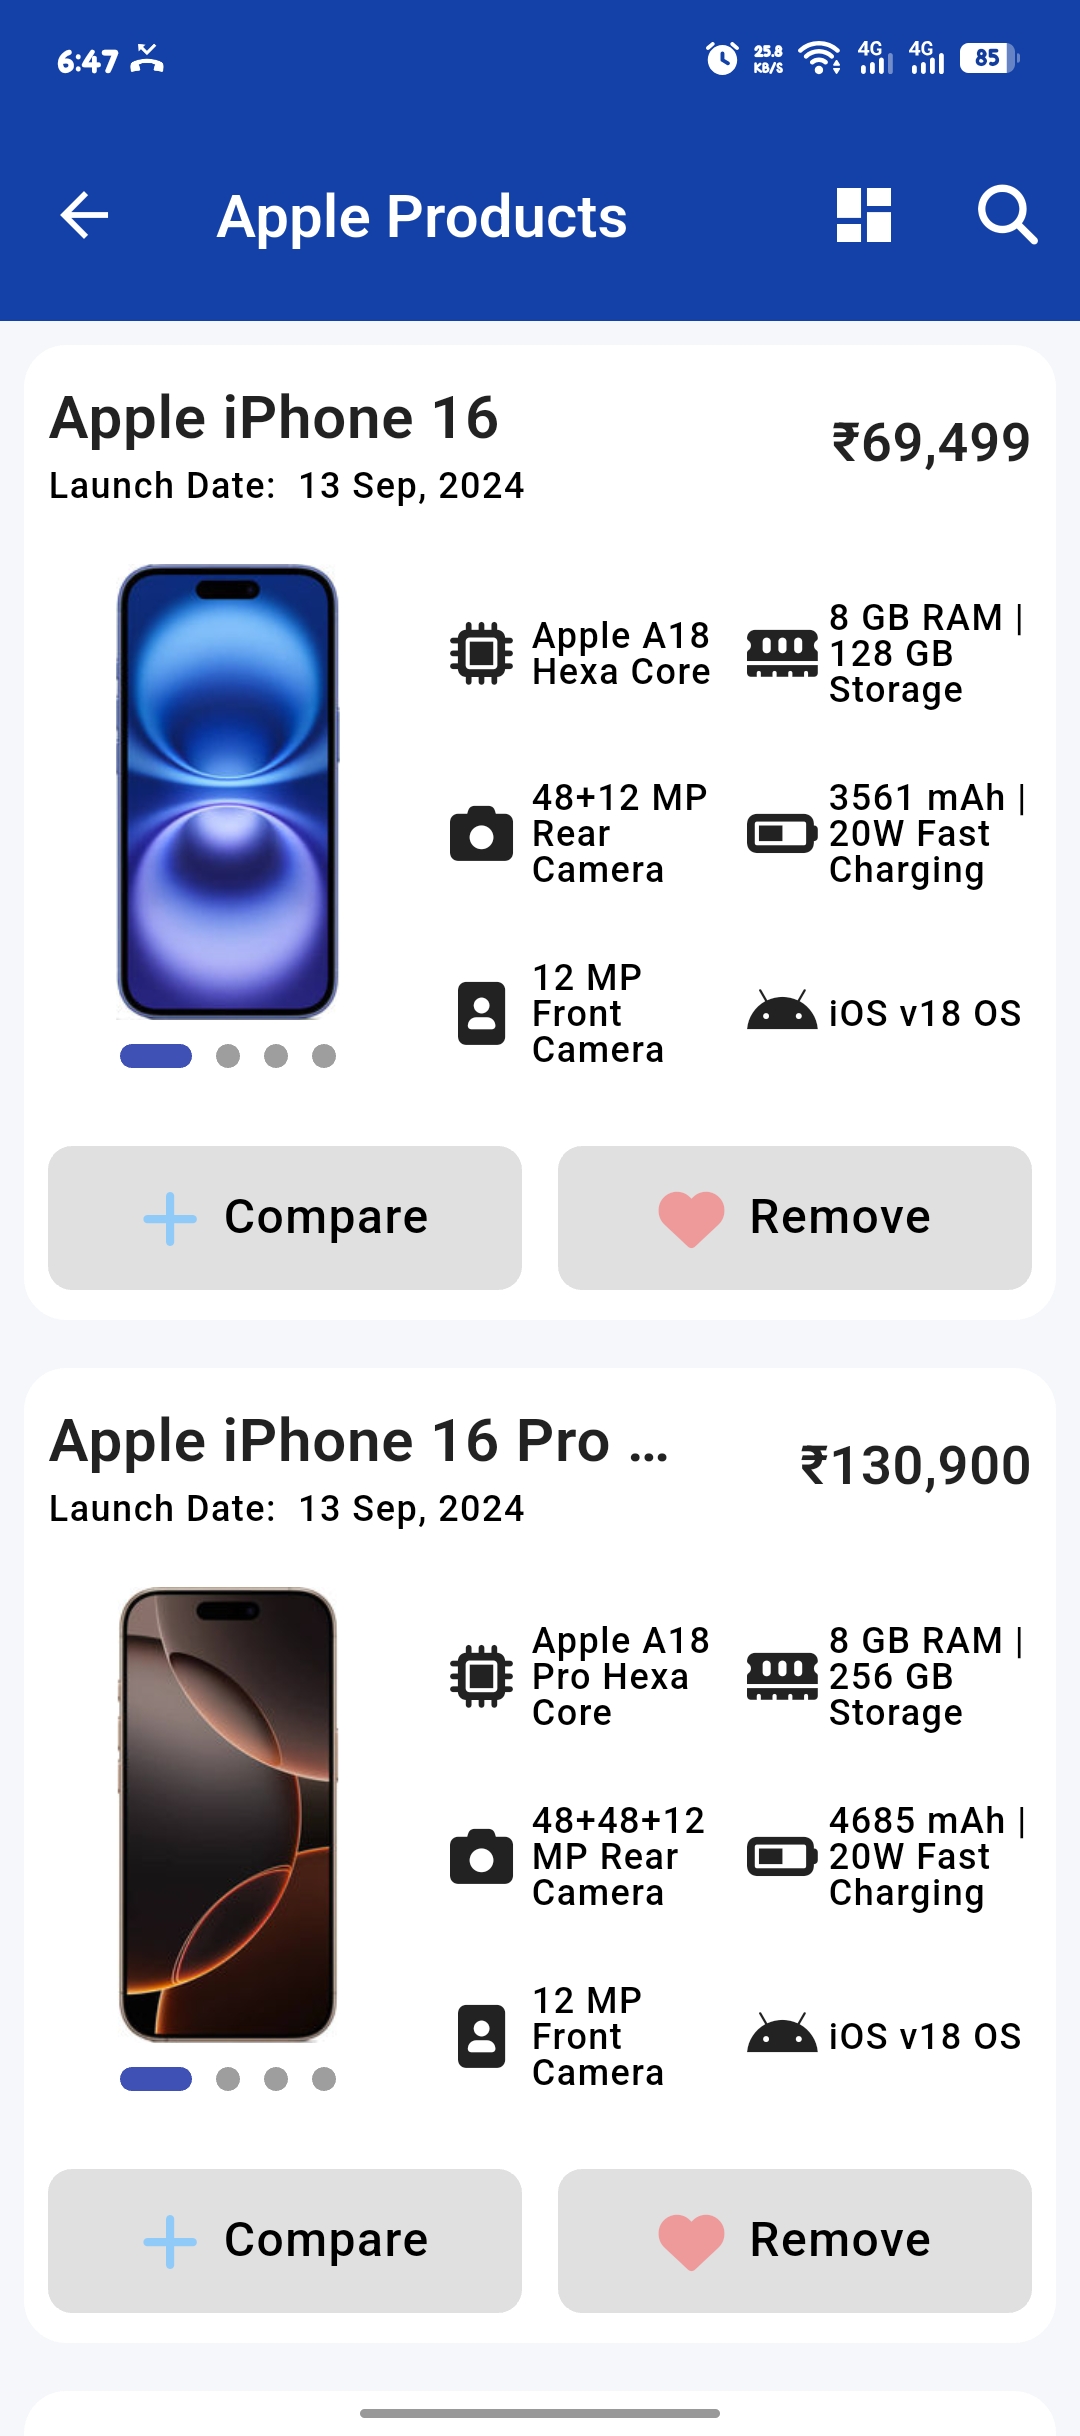 6:47
25.8
KB/S
4G
4G
85
Apple Products
Apple iPhone 16
₹69,499
Launch Date: 13 Sep, 2024
Apple A18
Hexa Core
8 GB RAM |
128 GB
Storage
48+12 MP
Rear
Camera
3561 mAh |
20W Fast
Charging
12 MP
Front
Camera
iOS v18 OS
Compare
Remove
Apple iPhone 16 Pro ...
₹130,900
Launch Date: 13 Sep, 2024
Apple A18
Pro Hexa
Core
8 GB RAM |
256 GB
Storage
48+48+12
MP Rear
Camera
4685 mAh |
20W Fast
Charging
12 MP
Front
Camera
iOS v18 OS
Compare
Remove